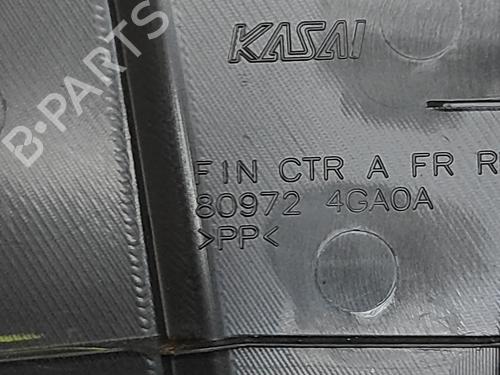 KASAI
B-PARTS
FIN CTR A FR R
80972 4GA0A
>PP<